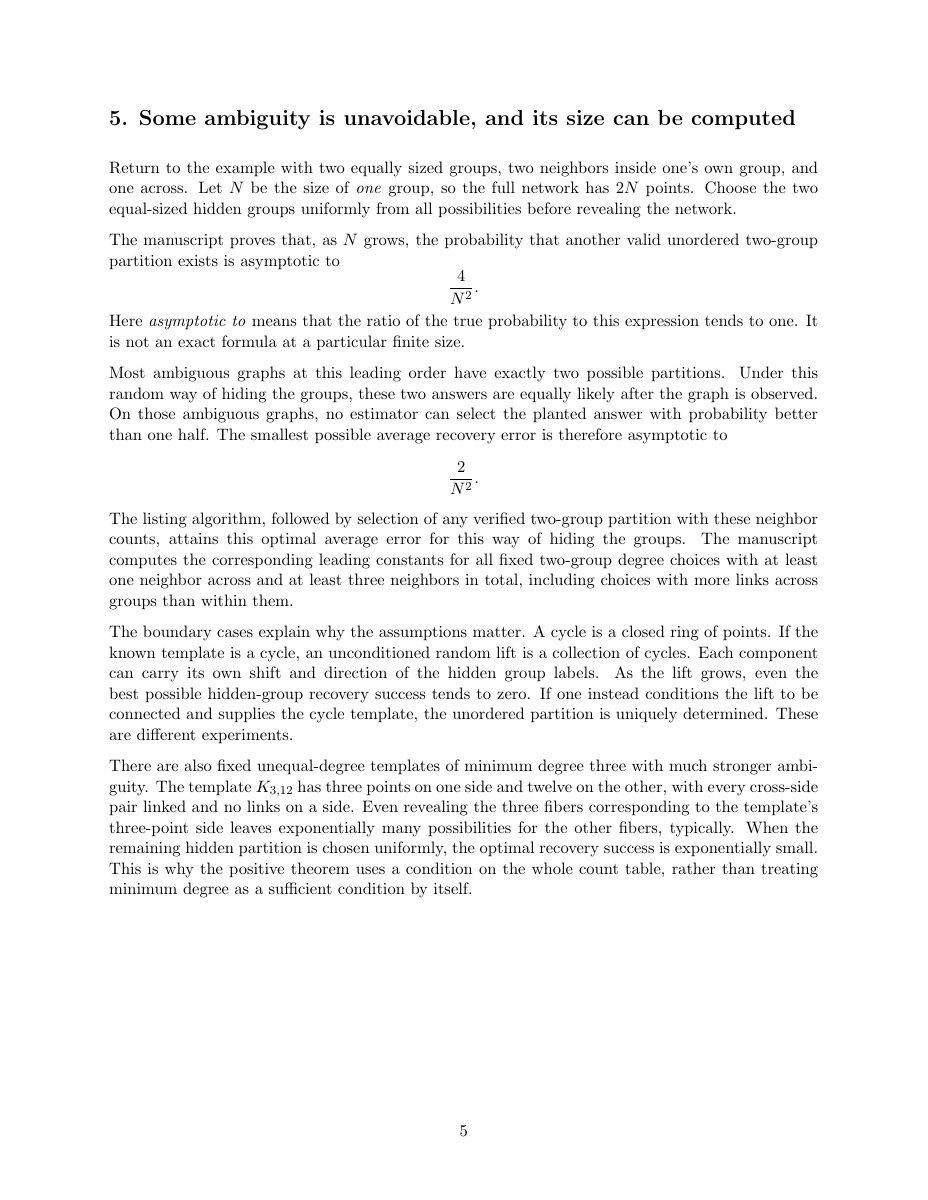 5. Some ambiguity is unavoidable, and its size can be computed
Return to the example with two equally sized groups, two neighbors inside one's own group, and
one across. Let N be the size of one group, so the full network has 2N points. Choose the two
equal-sized hidden groups uniformly from all possibilities before revealing the network.
The manuscript proves that, as N grows, the probability that another valid unordered two-group
partition exists is asymptotic to
4
N².
Here asymptotic to means that the ratio of the true probability to this expression tends to one. It
is not an exact formula at a particular finite size.
Most ambiguous graphs at this leading order have exactly two possible partitions. Under this
random way of hiding the groups, these two answers are equally likely after the graph is observed.
On those ambiguous graphs, no estimator can select the planted answer with probability better
than one half. The smallest possible average recovery error is therefore asymptotic to
2
N².
The listing algorithm, followed by selection of any verified two-group partition with these neighbor
counts, attains this optimal average error for this way of hiding the groups. The manuscript
computes the corresponding leading constants for all fixed two-group degree choices with at least
one neighbor across and at least three neighbors in total, including choices with more links across
groups than within them.
The boundary cases explain why the assumptions matter. A cycle is a closed ring of points. If the
known template is a cycle, an unconditioned random lift is a collection of cycles. Each component
can carry its own shift and direction of the hidden group labels. As the lift grows, even the
best possible hidden-group recovery success tends to zero. If one instead conditions the lift to be
connected and supplies the cycle template, the unordered partition is uniquely determined. These
are different experiments.
There are also fixed unequal-degree templates of minimum degree three with much stronger ambi-
guity. The template K₃,₁₂ has three points on one side and twelve on the other, with every cross-side
pair linked and no links on a side. Even revealing the three fibers corresponding to the template's
three-point side leaves exponentially many possibilities for the other fibers, typically. When the
remaining hidden partition is chosen uniformly, the optimal recovery success is exponentially small.
This is why the positive theorem uses a condition on the whole count table, rather than treating
minimum degree as a sufficient condition by itself.
5